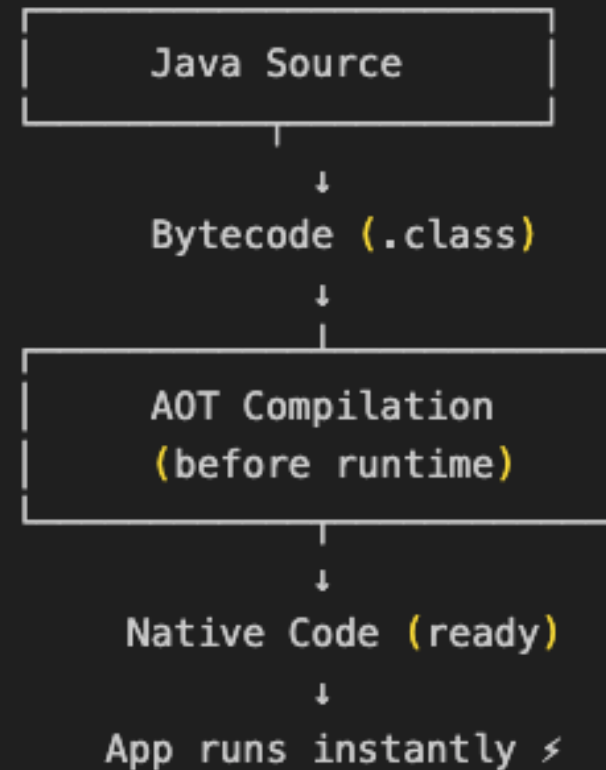 Java Source
↓
Bytecode (.class)
↓
AOT Compilation
(before runtime)
↓
Native Code (ready)
↓
App runs instantly ⚡